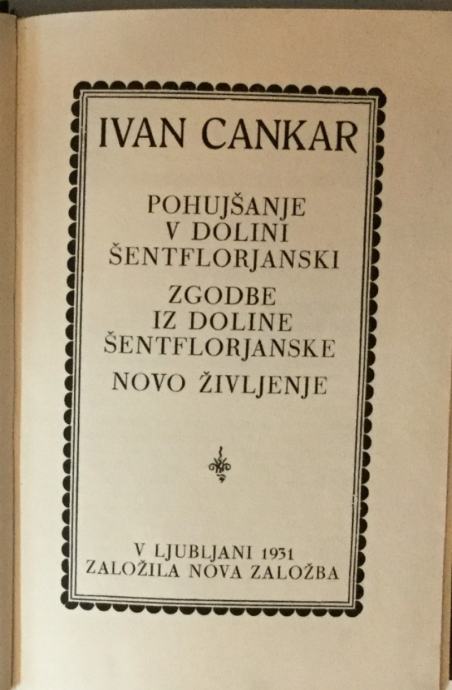 IVAN CANKAR
POHUJŠANJE
V DOLINI
ŠENTFLORJANSKI
ZGODBE
IZ DOLINE
ŠENTFLORJANSKE
NOVO ŽIVLJENJE
V LJUBLJANI 1931
ZALOŽILA NOVA ZALOŽBA